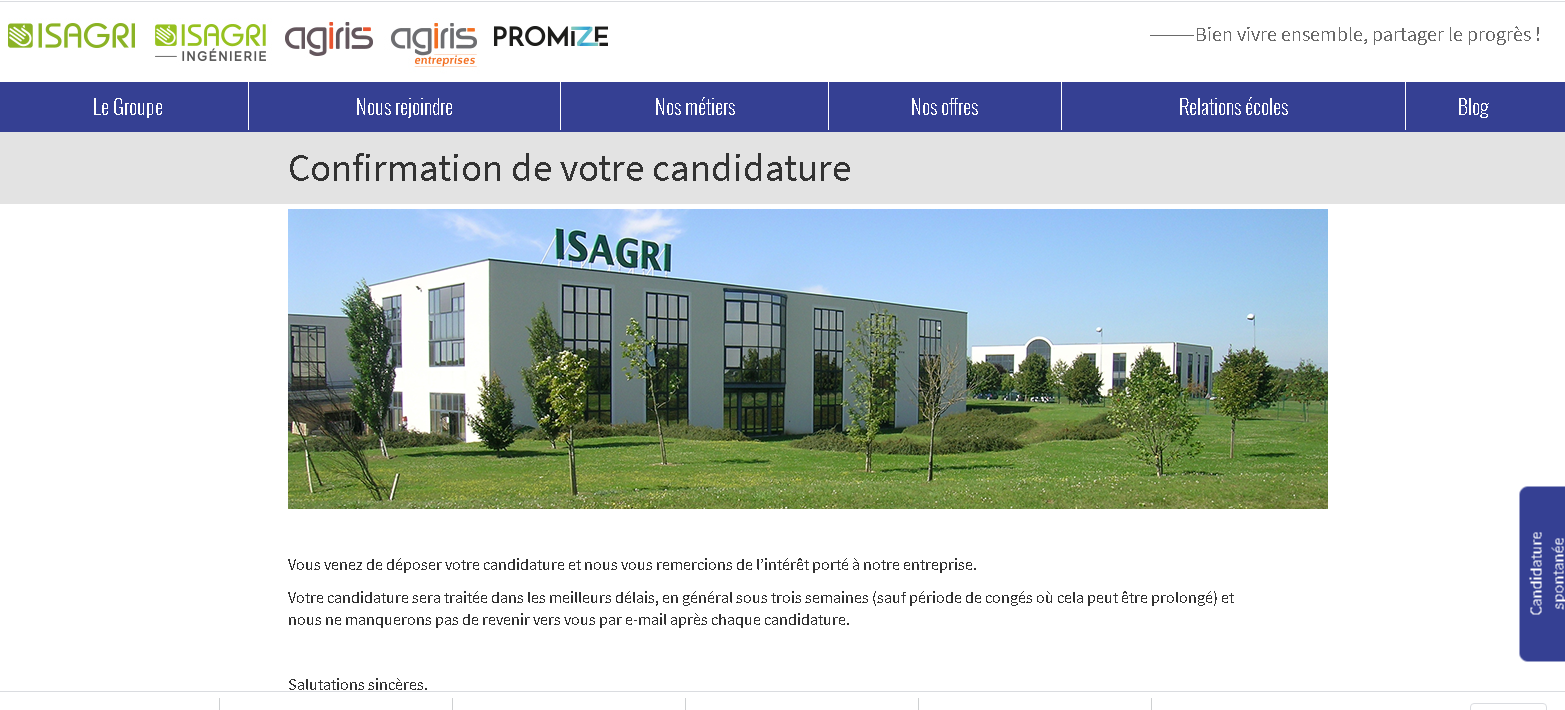 ISAGRI ISAGRI agiris agiris PROMIZE
INGÉNIERIE
entreprises
Bien vivre ensemble, partager le progrès !
Le Groupe Nous rejoindre Nos métiers Nos offres Relations écoles Blog
Confirmation de votre candidature
ISAGRI
Vous venez de déposer votre candidature et nous vous remercions de l'intérêt porté à notre entreprise.
Votre candidature sera traitée dans les meilleurs délais, en général sous trois semaines (sauf période de congés où cela peut être prolongé) et
nous ne manquerons pas de revenir vers vous par e-mail après chaque candidature.
Salutations sincères.
Candidature
spontanée